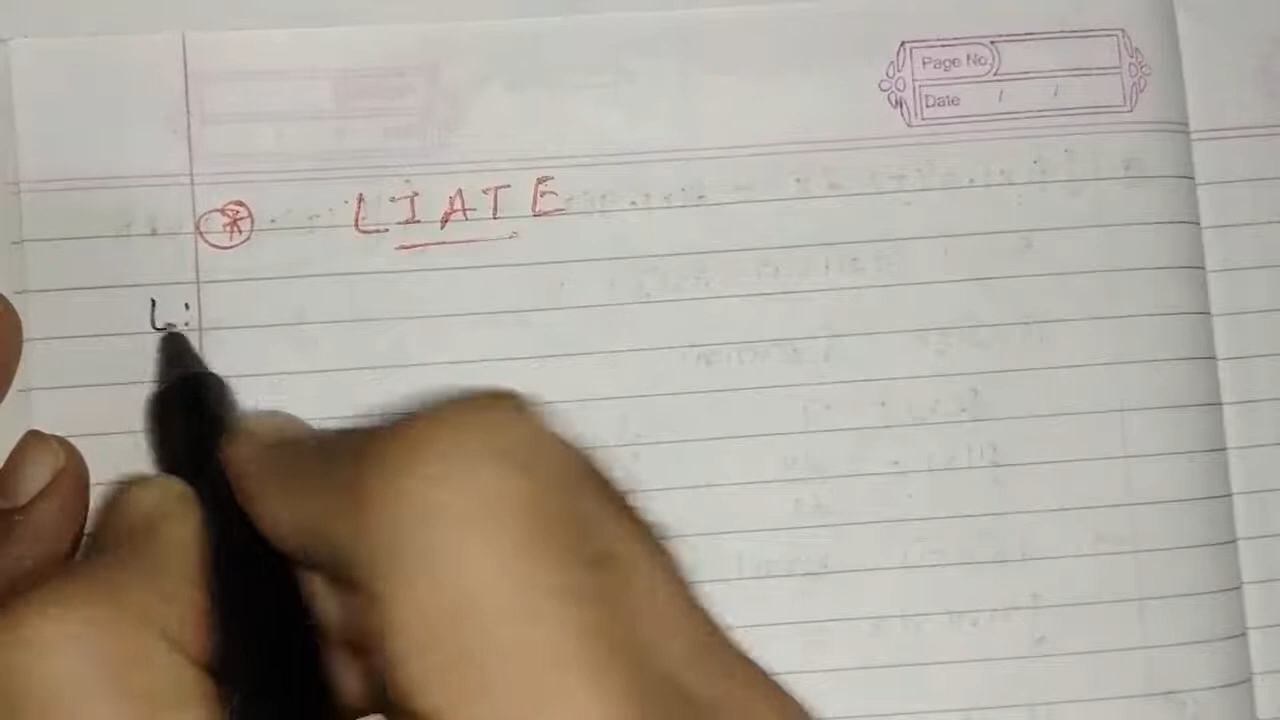 Page No.
Date / /
* LIATE
L: